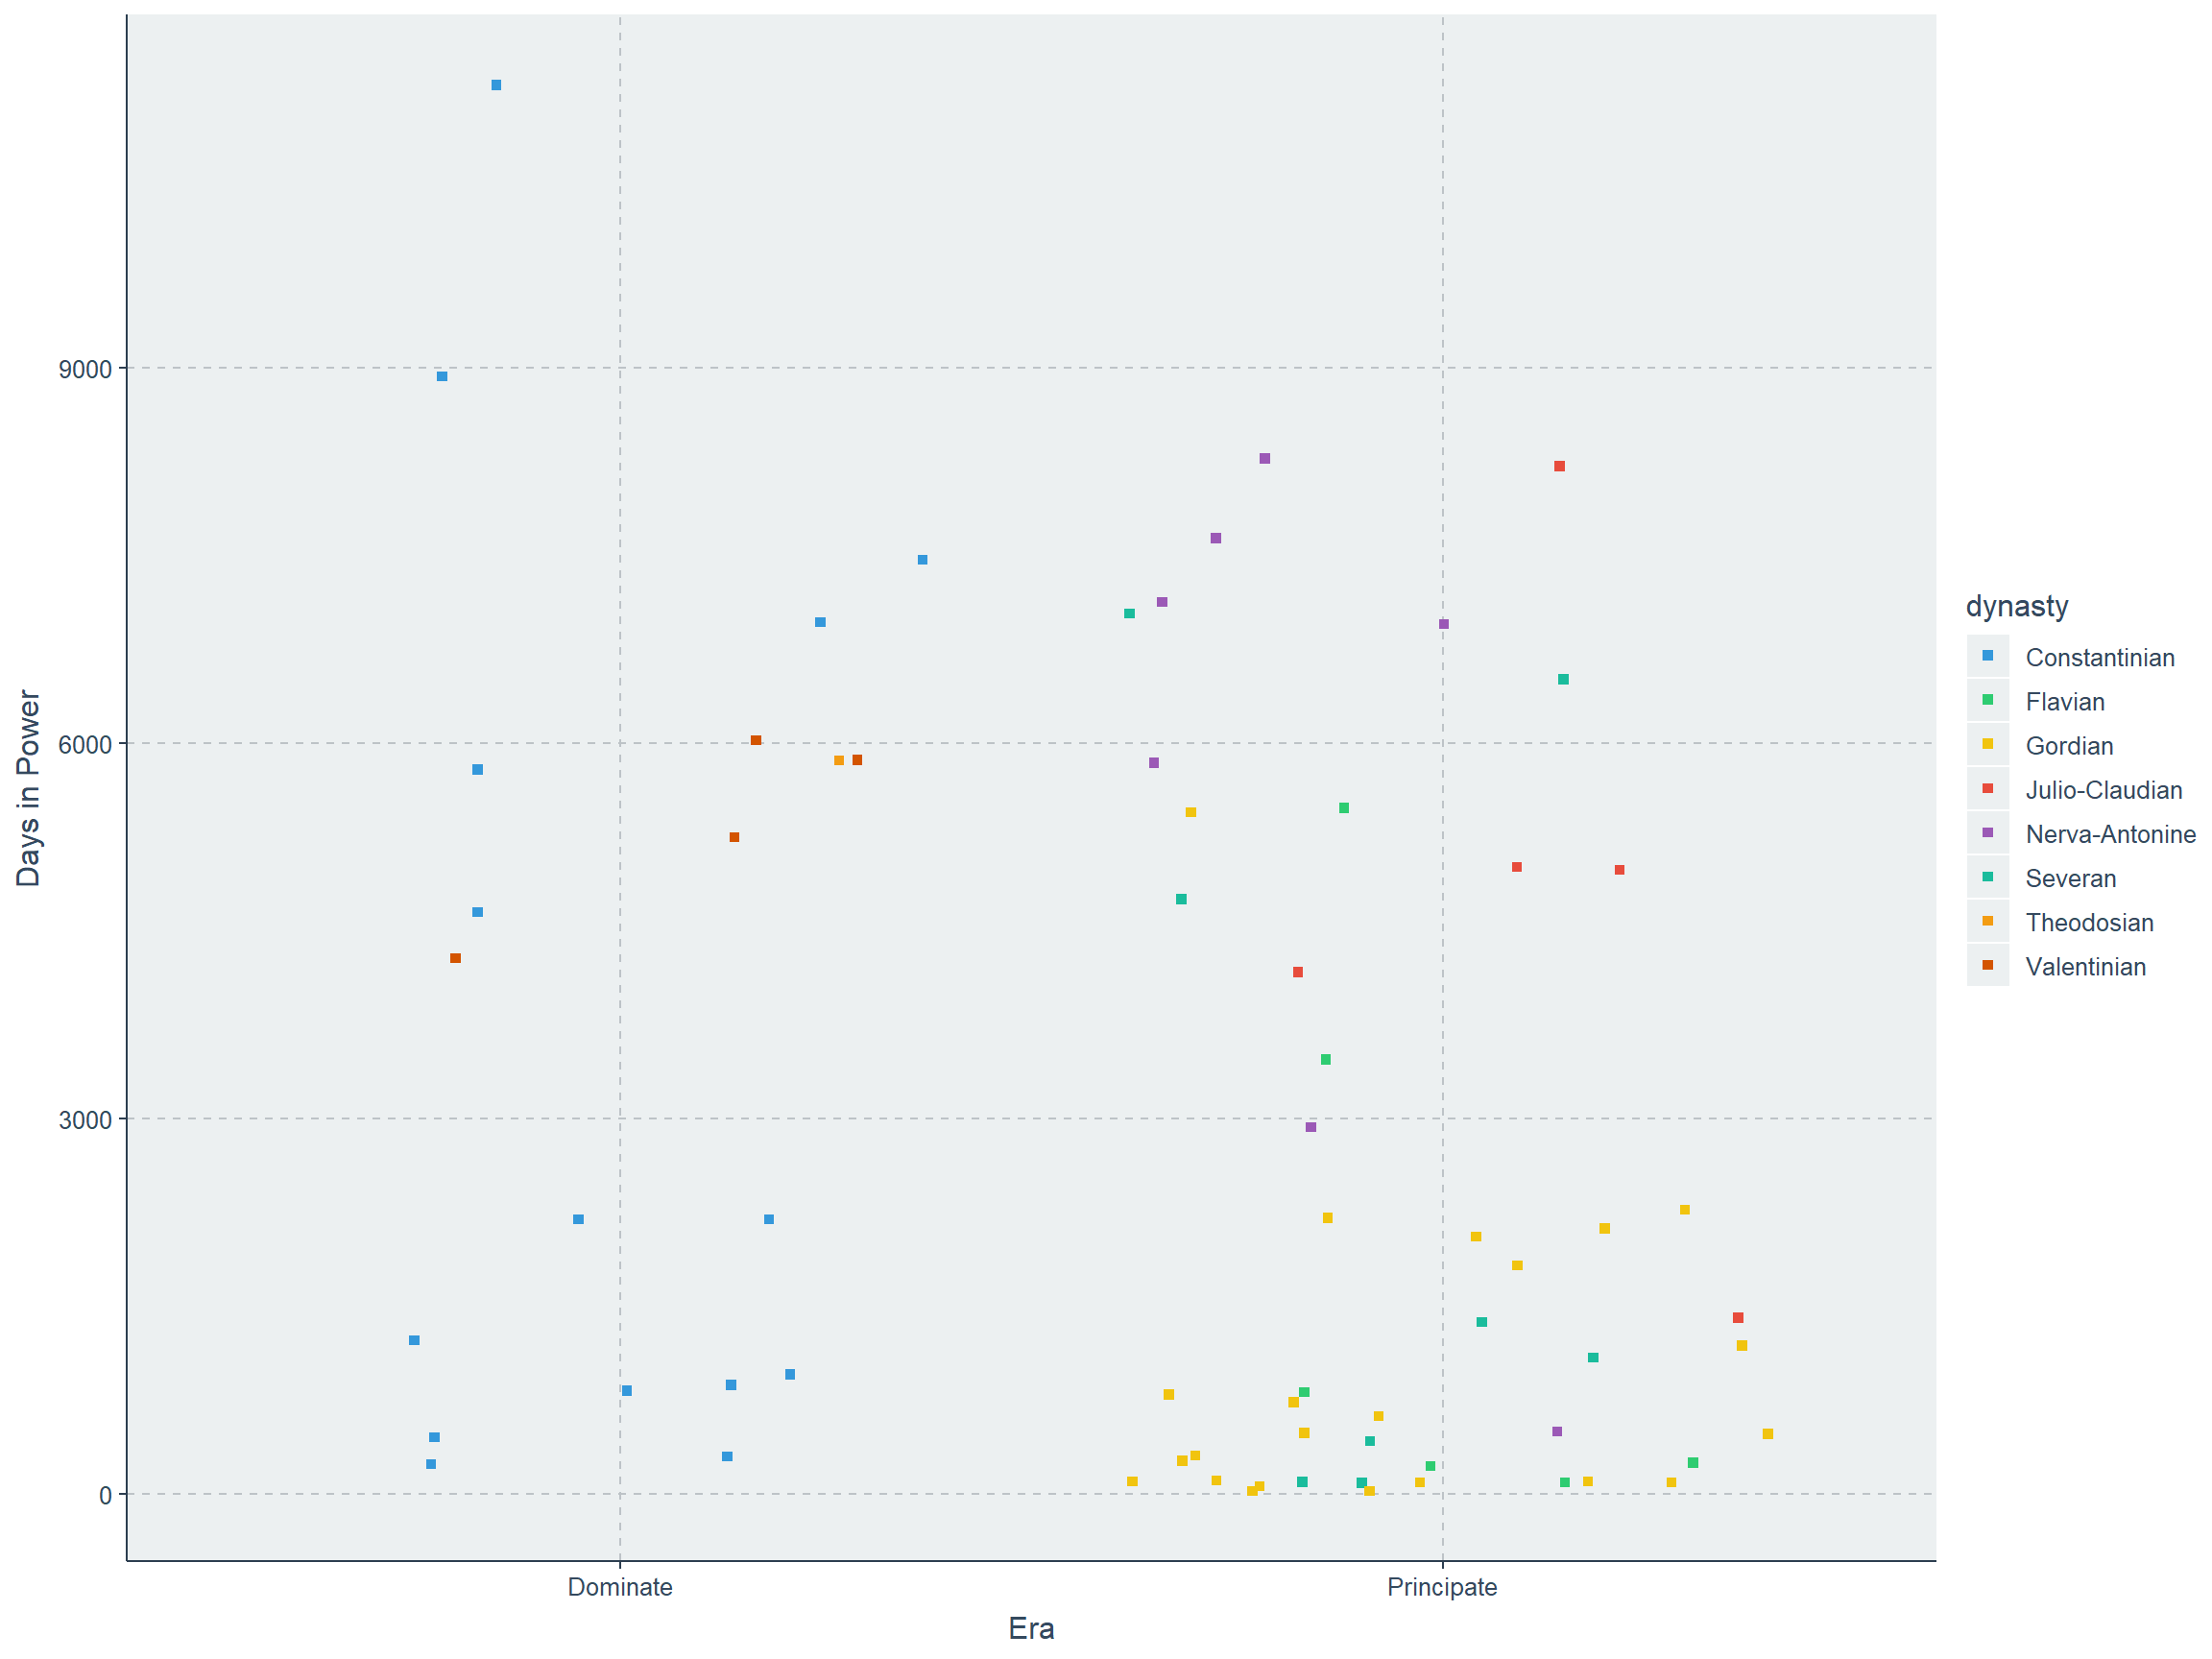 9000
6000
3000
0
Days in Power
Dominate
Principate
Era
dynasty
Constantinian
Flavian
Gordian
Julio-Claudian
Nerva-Antonine
Severan
Theodosian
Valentinian